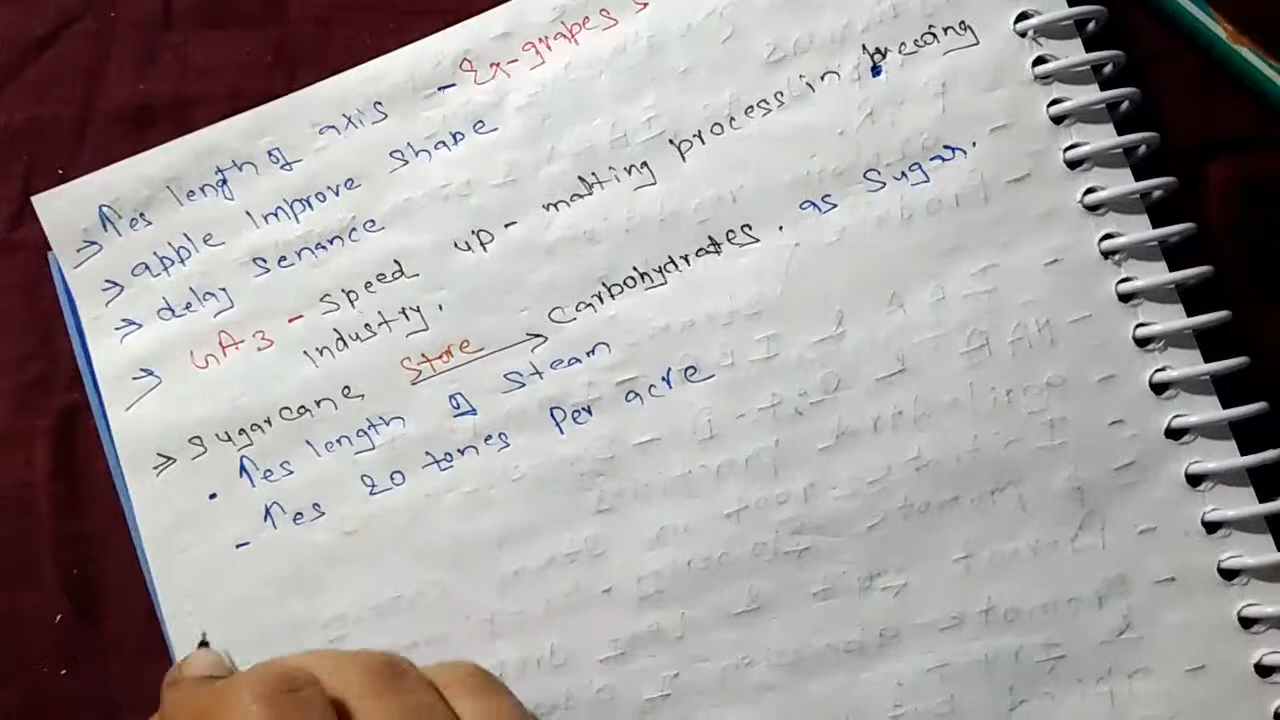 ⇒ ↑es length of axis - Ex- grapes
⇒ apple Improve shape
⇒ delay senance
⇒ GA3 - speed up - malting process in brewing
Industry.
⇒ Sugarcane Store → Carbohydrates. as Sugar.
. ↑es length of steam
- ↑es 20 tones Per acre